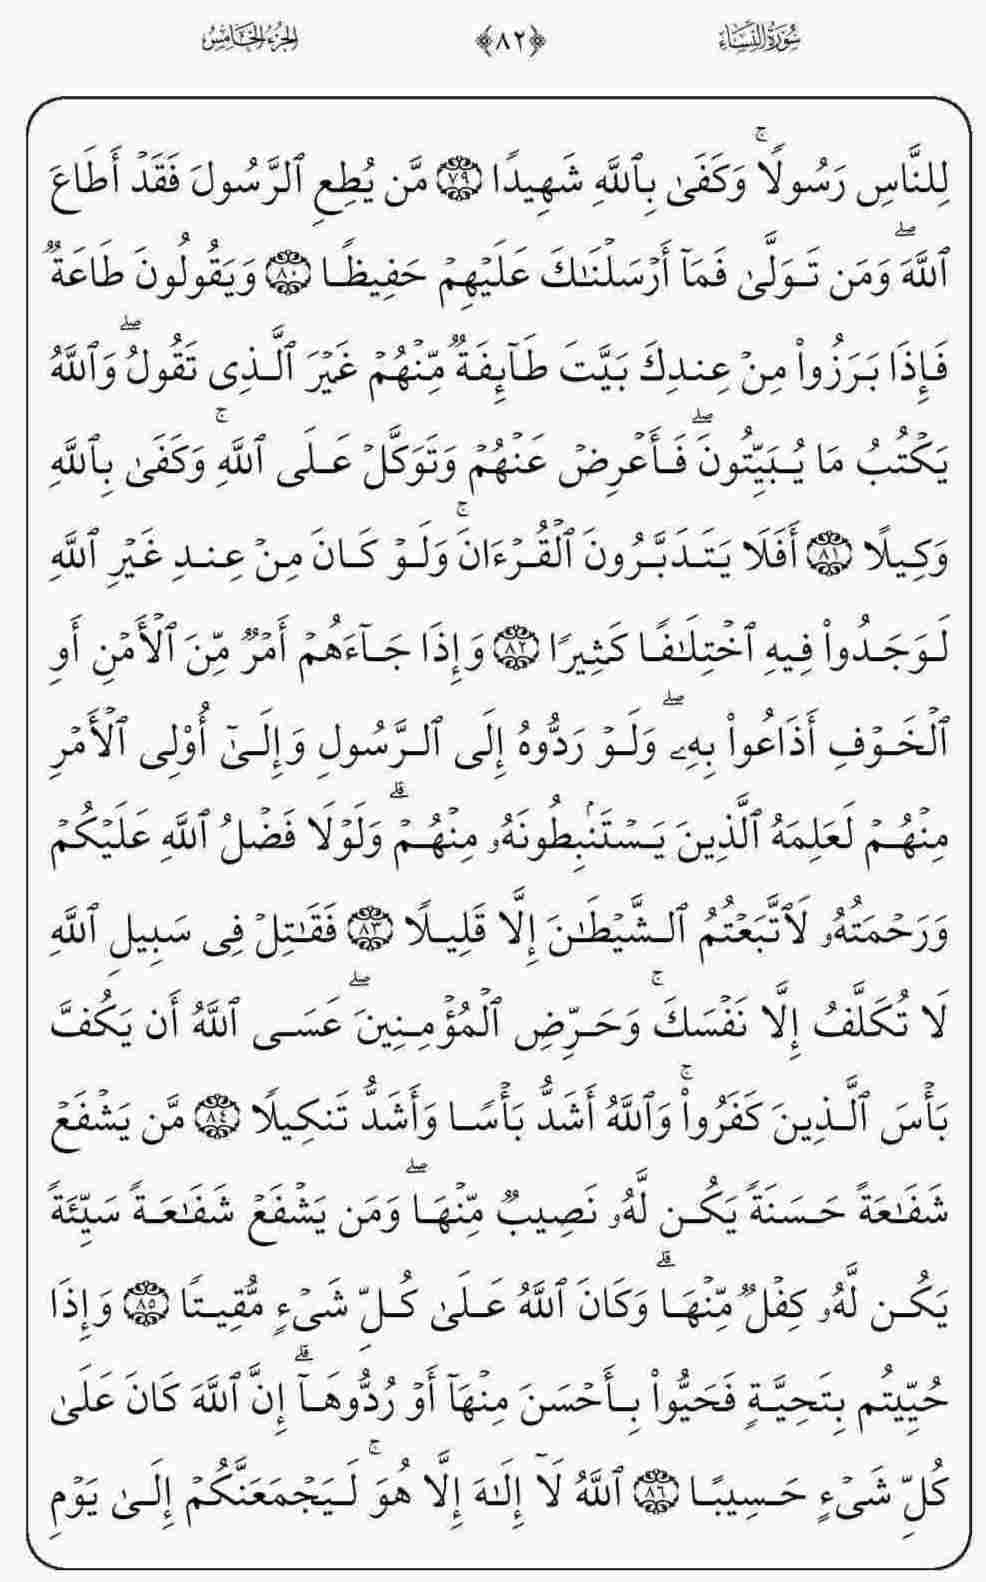 سُورَةُ النِّسَاءِ ﴿٨٢﴾ الجُزْءُ الخَامِسُ
لِلنَّاسِ رَسُولًاۚ وَكَفَىٰ بِٱللَّهِ شَهِيدًا ٧٩ مَّن يُطِعِ ٱلرَّسُولَ فَقَدۡ أَطَاعَ
ٱللَّهَۖ وَمَن تَوَلَّىٰ فَمَآ أَرۡسَلۡنَٰكَ عَلَيۡهِمۡ حَفِيظًا ٨٠ وَيَقُولُونَ طَاعَةٌ
فَإِذَا بَرَزُواْ مِنۡ عِندِكَ بَيَّتَ طَآئِفَةٌ مِّنۡهُمۡ غَيۡرَ ٱلَّذِى تَقُولُۖ وَٱللَّهُ
يَكۡتُبُ مَا يُبَيِّتُونَۖ فَأَعۡرِضۡ عَنۡهُمۡ وَتَوَكَّلۡ عَلَى ٱللَّهِۚ وَكَفَىٰ بِٱللَّهِ
وَكِيلًا ٨١ أَفَلَا يَتَدَبَّرُونَ ٱلۡقُرۡءَانَۚ وَلَوۡ كَانَ مِنۡ عِندِ غَيۡرِ ٱللَّهِ
لَوَجَدُواْ فِيهِ ٱخۡتِلَٰفًا كَثِيرًا ٨٢ وَإِذَا جَآءَهُمۡ أَمۡرٌ مِّنَ ٱلۡأَمۡنِ أَوِ
ٱلۡخَوۡفِ أَذَاعُواْ بِهِۦۖ وَلَوۡ رَدُّوهُ إِلَى ٱلرَّسُولِ وَإِلَىٰٓ أُوْلِى ٱلۡأَمۡرِ
مِنۡهُمۡ لَعَلِمَهُ ٱلَّذِينَ يَسۡتَنۢبِطُونَهُۥ مِنۡهُمۡۗ وَلَوۡلَا فَضۡلُ ٱللَّهِ عَلَيۡكُمۡ
وَرَحۡمَتُهُۥ لَٱتَّبَعۡتُمُ ٱلشَّيۡطَٰنَ إِلَّا قَلِيلًا ٨٣ فَقَٰتِلۡ فِى سَبِيلِ ٱللَّهِ
لَا تُكَلَّفُ إِلَّا نَفۡسَكَۚ وَحَرِّضِ ٱلۡمُؤۡمِنِينَۖ عَسَى ٱللَّهُ أَن يَكُفَّ
بَأۡسَ ٱلَّذِينَ كَفَرُواْۚ وَٱللَّهُ أَشَدُّ بَأۡسًا وَأَشَدُّ تَنكِيلًا ٨٤ مَّن يَشۡفَعۡ
شَفَٰعَةً حَسَنَةً يَكُن لَّهُۥ نَصِيبٌ مِّنۡهَاۖ وَمَن يَشۡفَعۡ شَفَٰعَةً سَيِّئَةً
يَكُن لَّهُۥ كِفۡلٌ مِّنۡهَاۗ وَكَانَ ٱللَّهُ عَلَىٰ كُلِّ شَىۡءٍ مُّقِيتًا ٨٥ وَإِذَا
حُيِّيتُم بِتَحِيَّةٍ فَحَيُّواْ بِأَحۡسَنَ مِنۡهَآ أَوۡ رُدُّوهَآۗ إِنَّ ٱللَّهَ كَانَ عَلَىٰ
كُلِّ شَىۡءٍ حَسِيبًا ٨٦ ٱللَّهُ لَآ إِلَٰهَ إِلَّا هُوَۚ لَيَجۡمَعَنَّكُمۡ إِلَىٰ يَوۡمِ